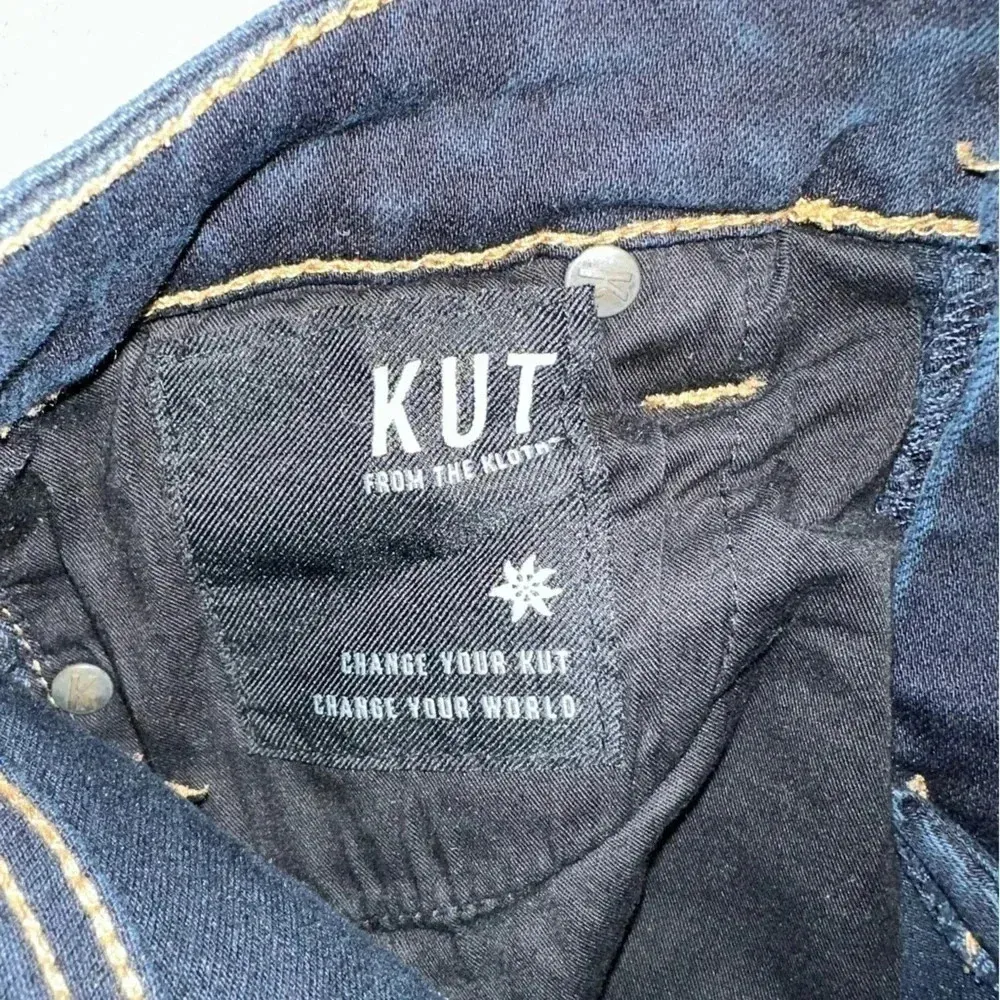 K
KUT
FROM THE KLOTH
CHANGE YOUR KUT
CHANGE YOUR WORLD
K